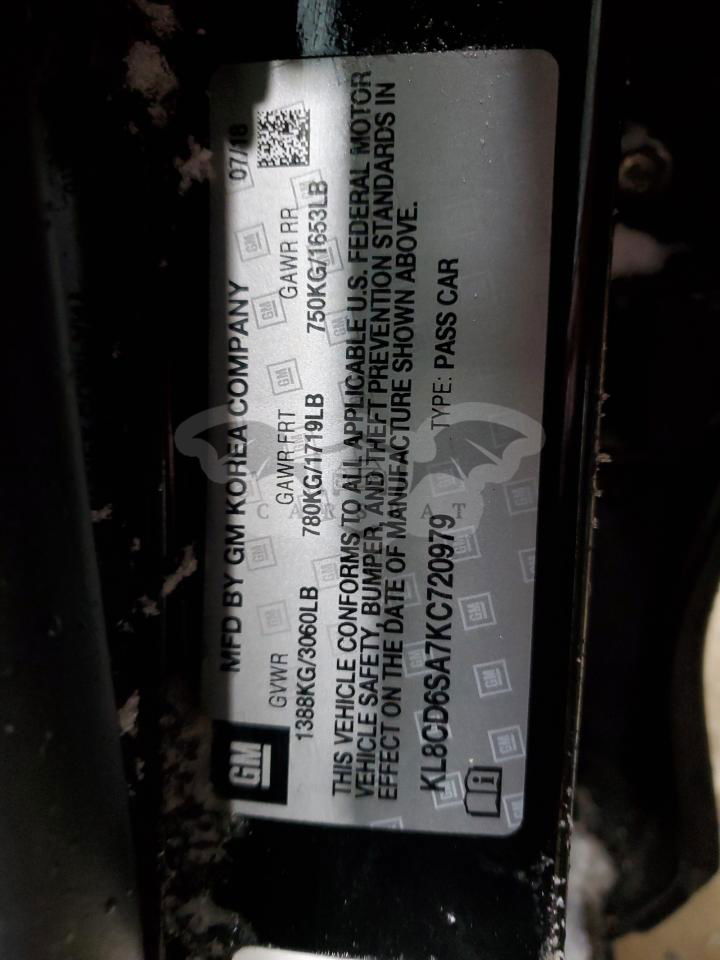 GM
MFD BY GM KOREA COMPANY 07/18
GVWR GAWR FRT GAWR RR
1388KG/3060LB 780KG/1719LB 750KG/1653LB
THIS VEHICLE CONFORMS TO ALL APPLICABLE U.S. FEDERAL MOTOR
VEHICLE SAFETY, BUMPER, AND THEFT PREVENTION STANDARDS IN
EFFECT ON THE DATE OF MANUFACTURE SHOWN ABOVE.
KL8CD6SA7KC720979 TYPE: PASS CAR